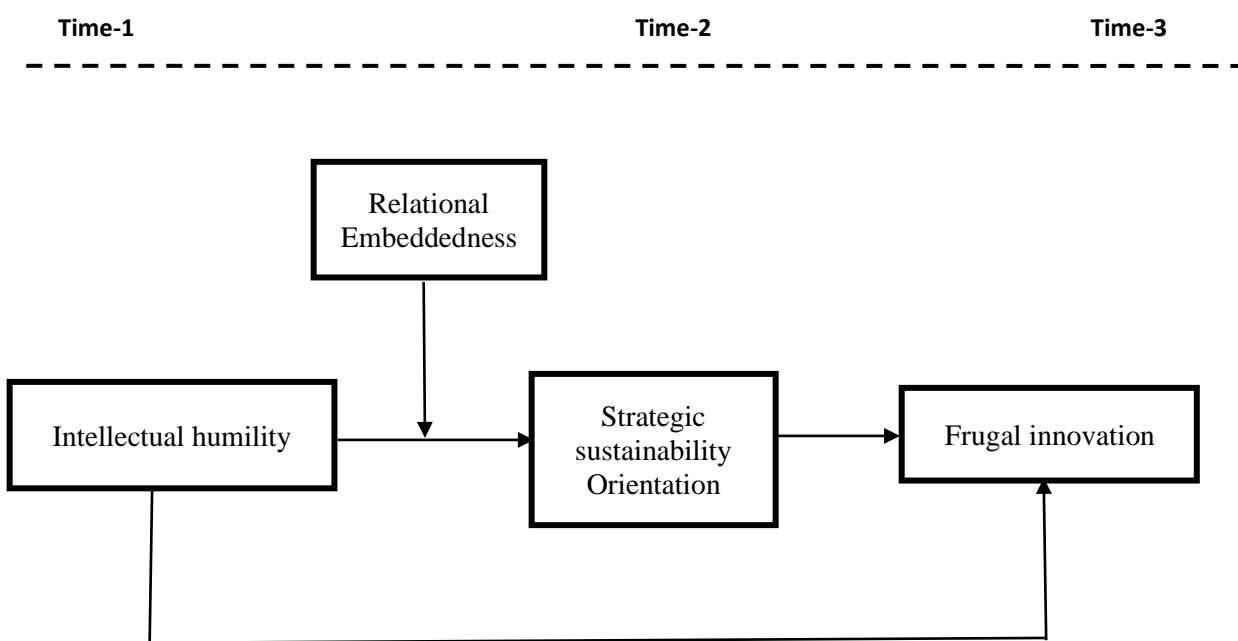 Time-1 Time-2 Time-3
Relational
Embeddedness
Intellectual humility
Strategic
sustainability
Orientation
Frugal innovation